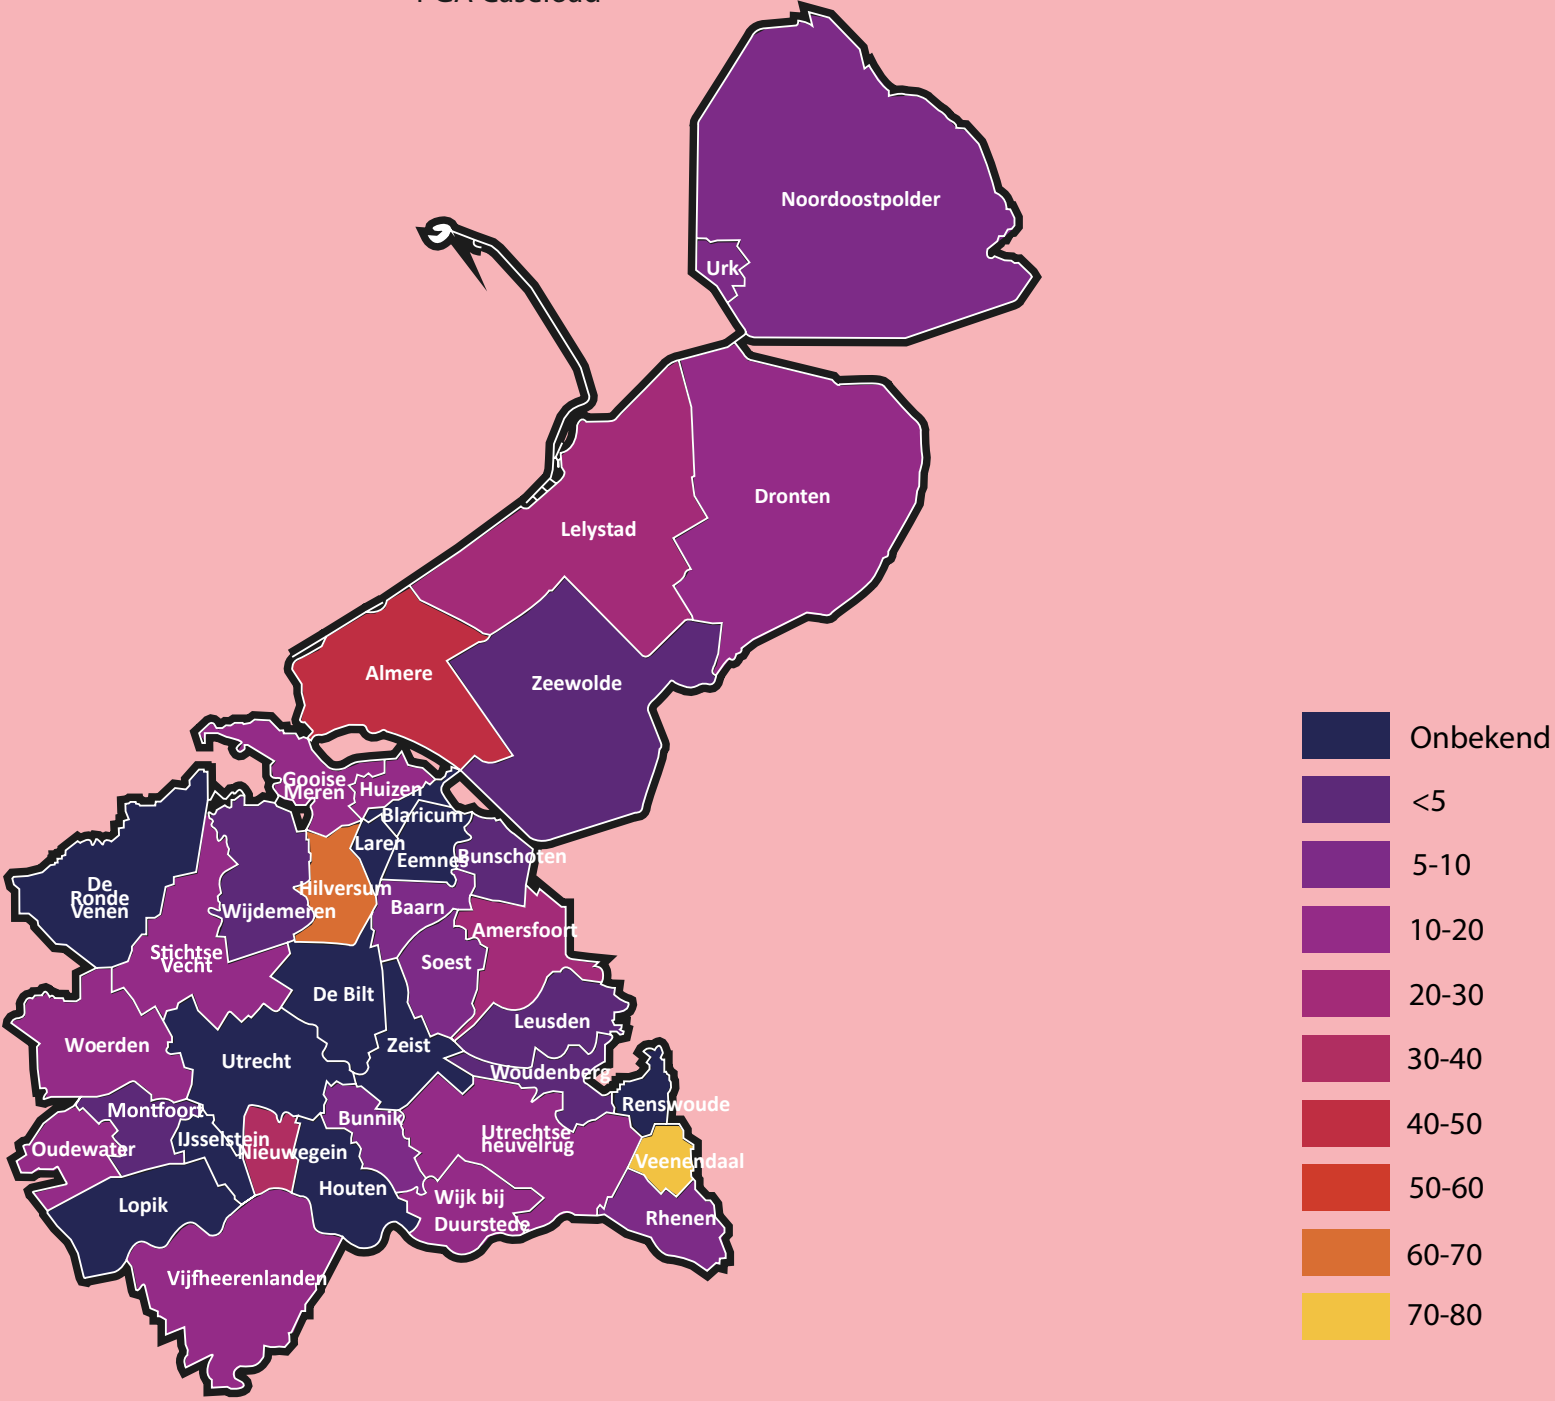 Noordoostpolder
Urk
Dronten
Lelystad
Almere
Zeewolde
Gooise
Meren
Huizen
Blaricum
Laren
Eemnes
Bunschoten
De
Ronde
Venen
Hilversum
Wijdemeren
Baarn
Amersfoort
Stichtse
Vecht
Soest
De Bilt
Leusden
Woerden
Utrecht
Zeist
Woudenberg
Montfoort
Bunnik
Renswoude
Oudewater
IJsselstein
Nieuwegein
Utrechtse
heuvelrug
Veenendaal
Houten
Lopik
Wijk bij
Duurstede
Rhenen
Vijfheerenlanden
Onbekend
<5
5-10
10-20
20-30
30-40
40-50
50-60
60-70
70-80